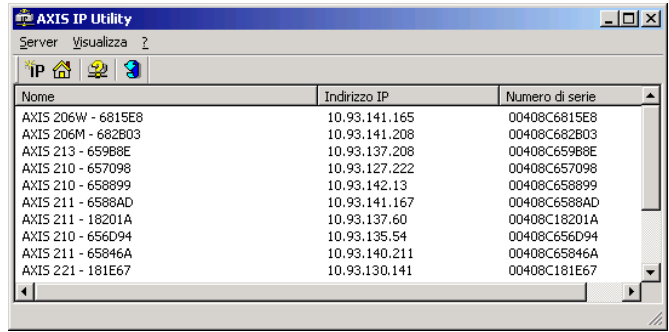 AXIS IP Utility
Server Visualizza ?
IP
Nome Indirizzo IP Numero di serie
AXIS 206W - 6815E8 10.93.141.165 00408C6815E8
AXIS 206M - 682B03 10.93.141.208 00408C682B03
AXIS 213 - 659B8E 10.93.137.208 00408C659B8E
AXIS 210 - 657098 10.93.127.222 00408C657098
AXIS 210 - 658899 10.93.142.13 00408C658899
AXIS 211 - 6588AD 10.93.141.167 00408C6588AD
AXIS 211 - 18201A 10.93.137.60 00408C18201A
AXIS 210 - 656D94 10.93.135.54 00408C656D94
AXIS 211 - 65846A 10.93.140.211 00408C65846A
AXIS 221 - 181E67 10.93.130.141 00408C181E67